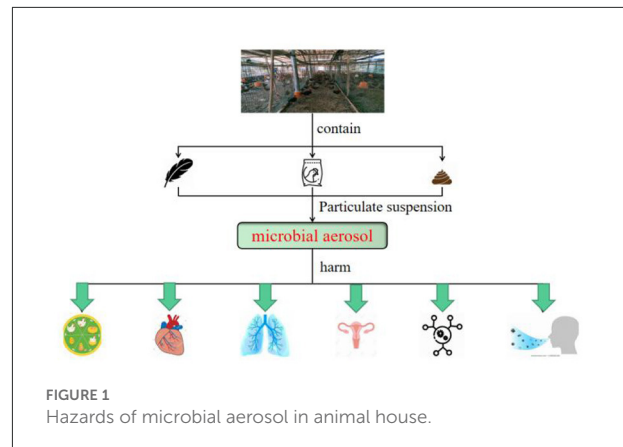 contain
Particulate suspension
microbial aerosol
harm
FIGURE 1
Hazards of microbial aerosol in animal house.